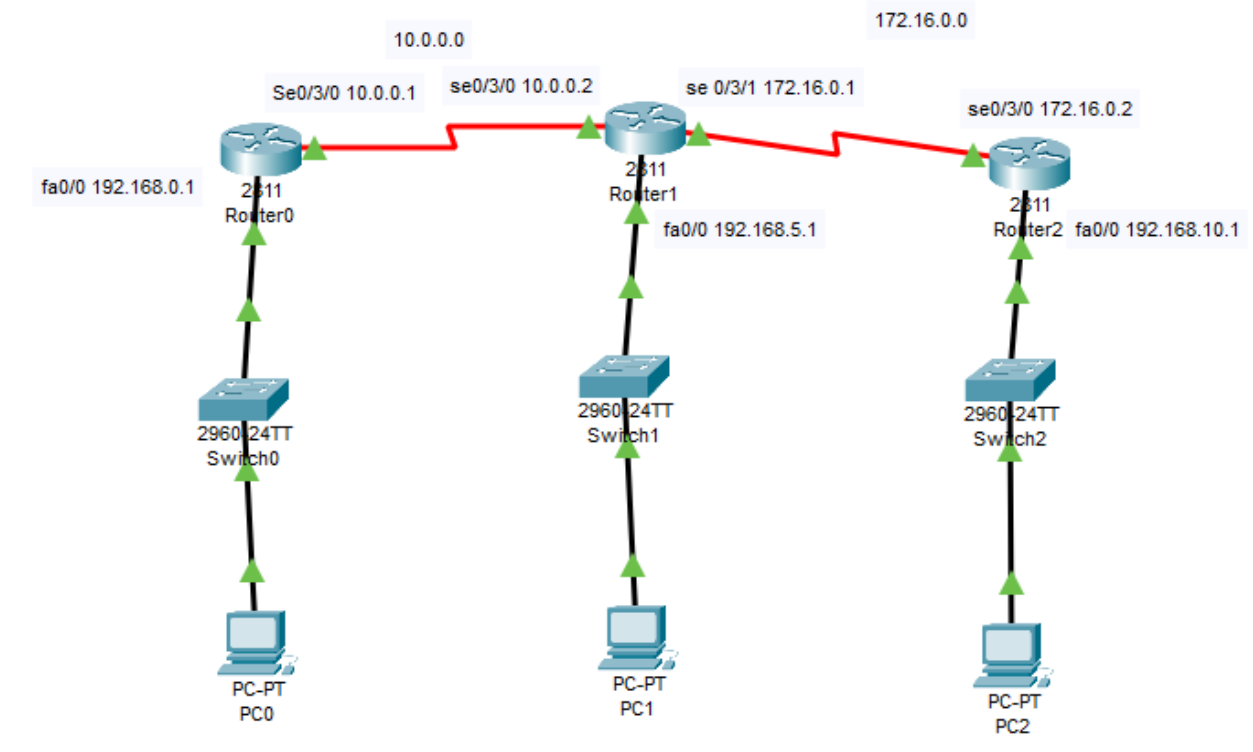 172.16.0.0
10.0.0.0
Se0/3/0 10.0.0.1
se0/3/0 10.0.0.2
se 0/3/1 172.16.0.1
se0/3/0 172.16.0.2
fa0/0 192.168.0.1
2811
Router0
2811
Router1
fa0/0 192.168.5.1
2811
Router2
fa0/0 192.168.10.1
2960-24TT
Switch0
2960-24TT
Switch1
2960-24TT
Switch2
PC-PT
PC0
PC-PT
PC1
PC-PT
PC2